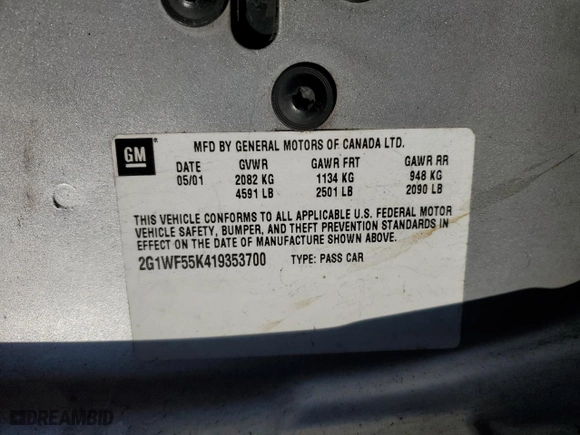 GM
MFD BY GENERAL MOTORS OF CANADA LTD.
DATE GVWR GAWR FRT GAWR RR
05/01 2082 KG 1134 KG 948 KG
4591 LB 2501 LB 2090 LB
THIS VEHICLE CONFORMS TO ALL APPLICABLE U.S. FEDERAL MOTOR
VEHICLE SAFETY, BUMPER, AND THEFT PREVENTION STANDARDS IN
EFFECT ON THE DATE OF MANUFACTURE SHOWN ABOVE.
2G1WF55K419353700 TYPE: PASS CAR
DREAMBID